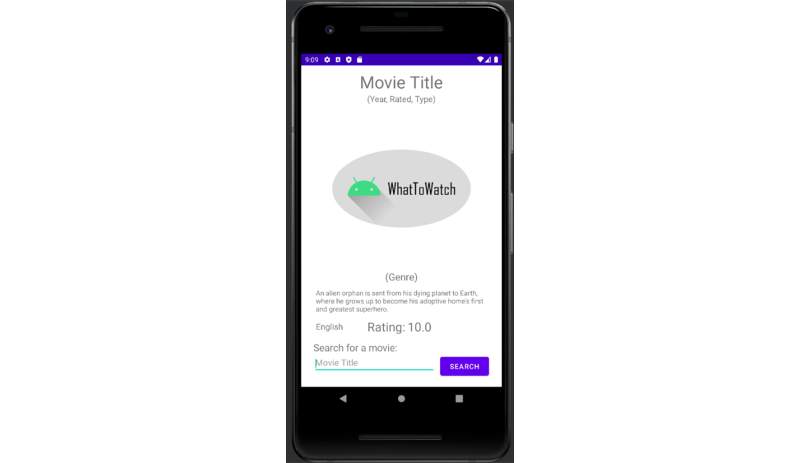 9:09
Movie Title
(Year, Rated, Type)
WhatToWatch
(Genre)
An alien orphan is sent from his dying planet to Earth,
where he grows up to become his adoptive home's first
and greatest superhero.
English
Rating: 10.0
Search for a movie:
Movie Title
SEARCH